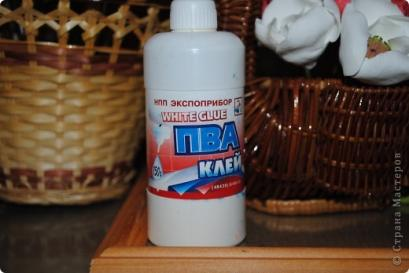 НПП ЭКСПОПРИБОР
WHITE GLUE
ПВА
КЛЕЙ
© Страна Мастеров